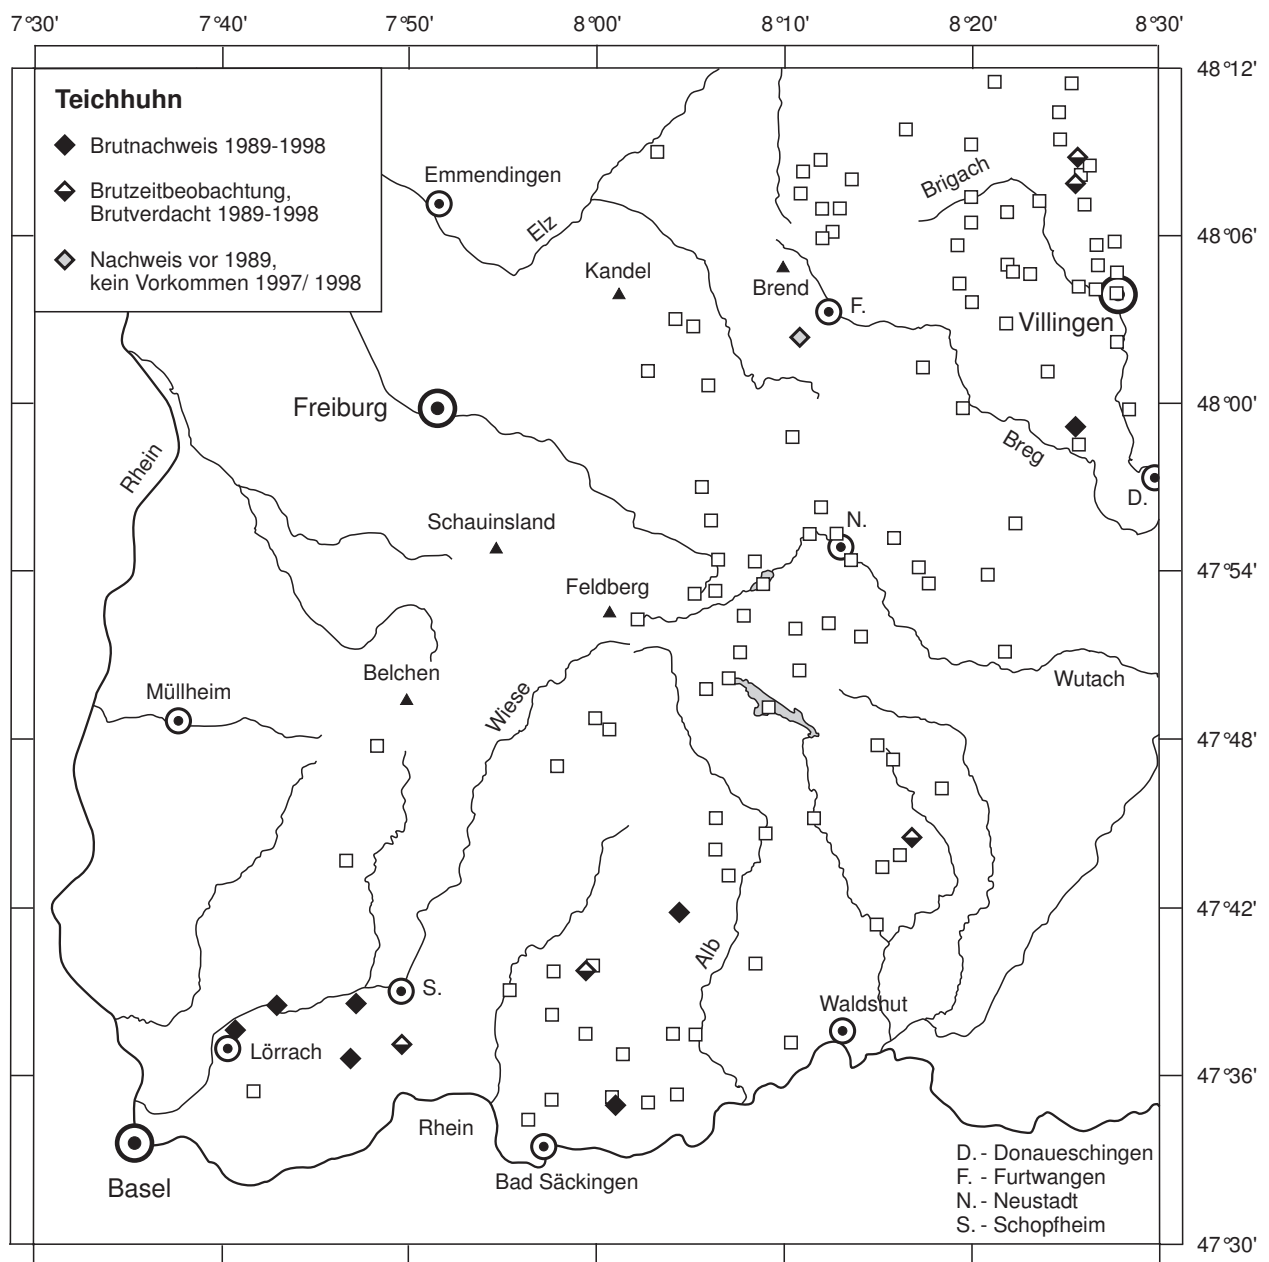 7°30'
7°40'
7°50'
8°00'
8°10'
8°20'
8°30'
48°12'
Teichhuhn
Brutnachweis 1989-1998
Brutzeitbeobachtung,
Brutverdacht 1989-1998
Nachweis vor 1989,
kein Vorkommen 1997/ 1998
Emmendingen
Elz
Brigach
48°06'
Kandel
Brend
F.
Villingen
Freiburg
48°00'
Rhein
Breg
D.
Schauinsland
N.
Feldberg
47°54'
Belchen
Müllheim
Wiese
Wutach
47°48'
47°42'
Alb
S.
Waldshut
Lörrach
47°36'
Rhein
Basel
Bad Säckingen
D. - Donaueschingen
F. - Furtwangen
N. - Neustadt
S. - Schopfheim
47°30'